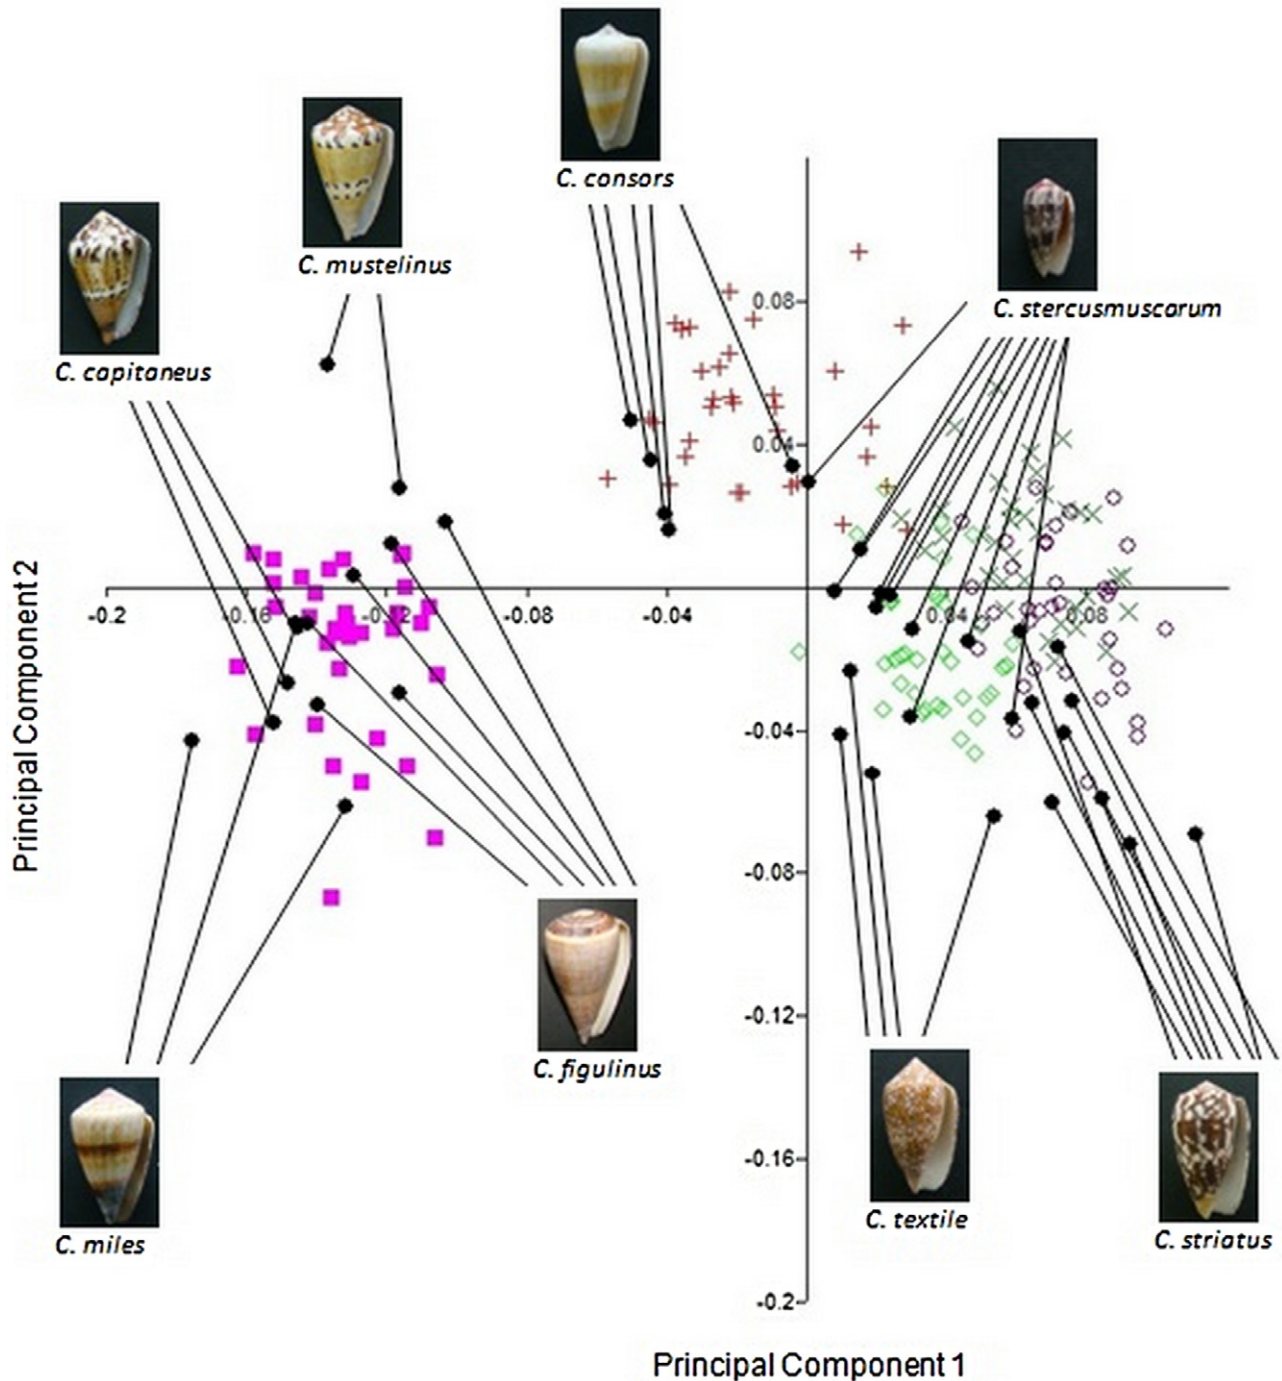 C. consors
C. mustelinus
C. stercusmuscarum
C. capitaneus
0.08
0.04
-0.2
-0.16
-0.12
-0.08
-0.04
0.04
0.08
-0.04
-0.08
-0.12
-0.16
-0.2
Principal Component 2
C. figulinus
C. miles
C. textile
C. striatus
Principal Component 1